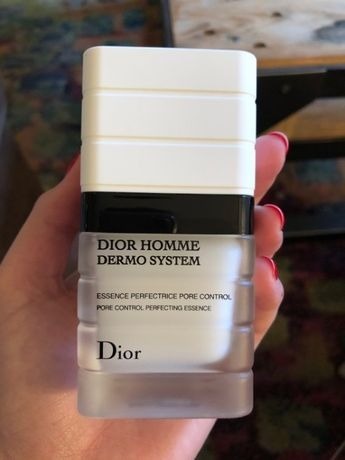 DIOR HOMME
DERMO SYSTEM
ESSENCE PERFECTRICE PORE CONTROL
PORE CONTROL PERFECTING ESSENCE
Dior